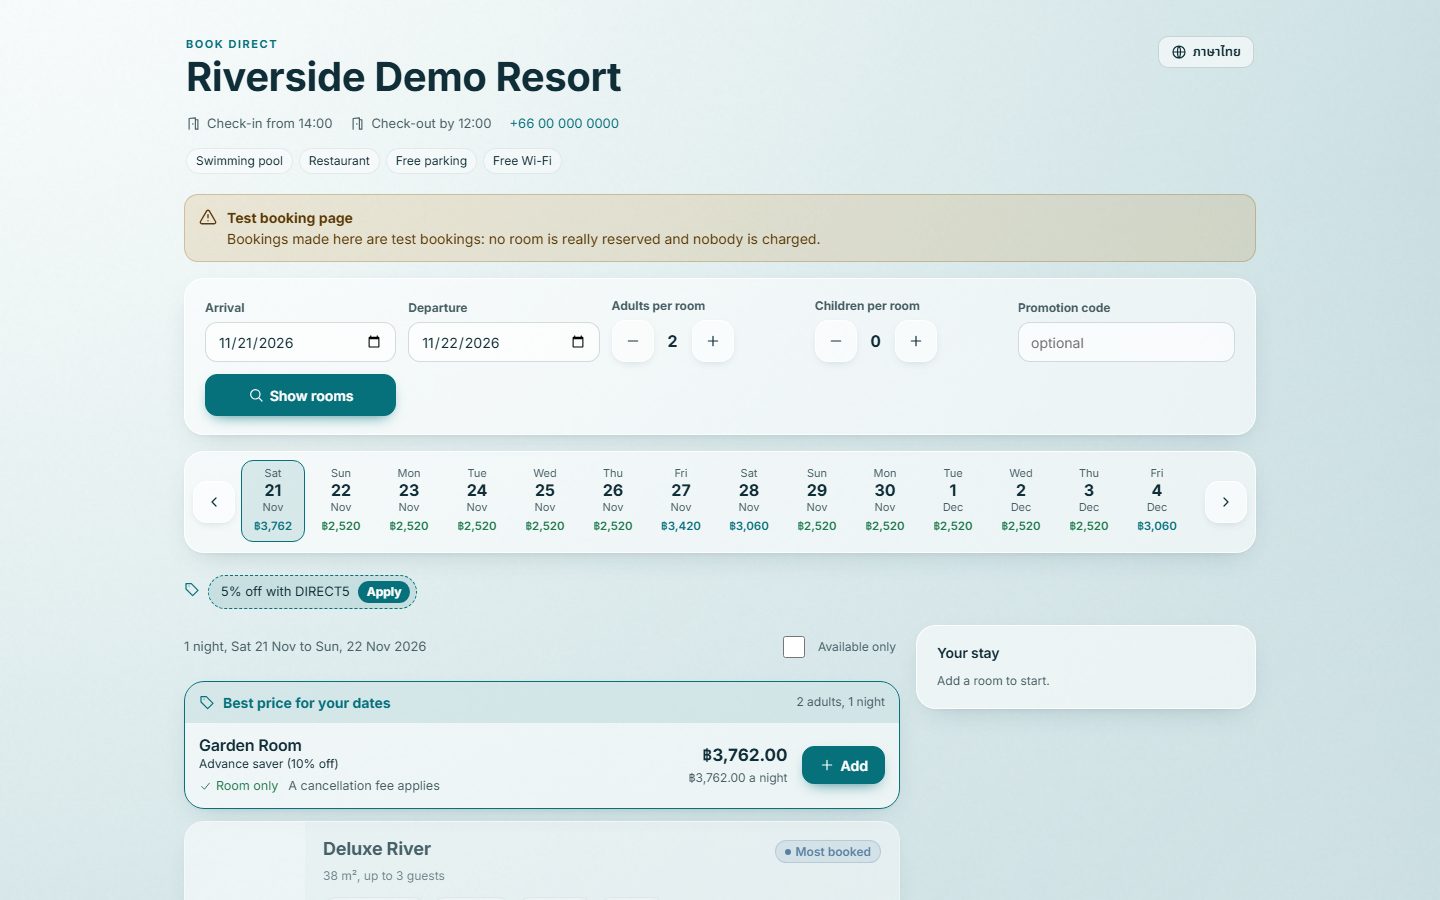 BOOK DIRECT
Riverside Demo Resort
ภาษาไทย
Check-in from 14:00 Check-out by 12:00 +66 00 000 0000
Swimming pool Restaurant Free parking Free Wi-Fi
Test booking page
Bookings made here are test bookings: no room is really reserved and nobody is charged.
Arrival Departure Adults per room Children per room Promotion code
11/21/2026 11/22/2026 2 0 optional
Show rooms
Sat Sun Mon Tue Wed Thu Fri Sat Sun Mon Tue Wed Thu Fri
21 22 23 24 25 26 27 28 29 30 1 2 3 4
Nov Nov Nov Nov Nov Nov Nov Nov Nov Nov Dec Dec Dec Dec
฿3,762 ฿2,520 ฿2,520 ฿2,520 ฿2,520 ฿2,520 ฿3,420 ฿3,060 ฿2,520 ฿2,520 ฿2,520 ฿2,520 ฿2,520 ฿3,060
5% off with DIRECT5 Apply
1 night, Sat 21 Nov to Sun, 22 Nov 2026 Available only
Your stay
Add a room to start.
Best price for your dates 2 adults, 1 night
Garden Room
Advance saver (10% off)
Room only A cancellation fee applies
฿3,762.00
฿3,762.00 a night
Add
Deluxe River Most booked
38 m², up to 3 guests